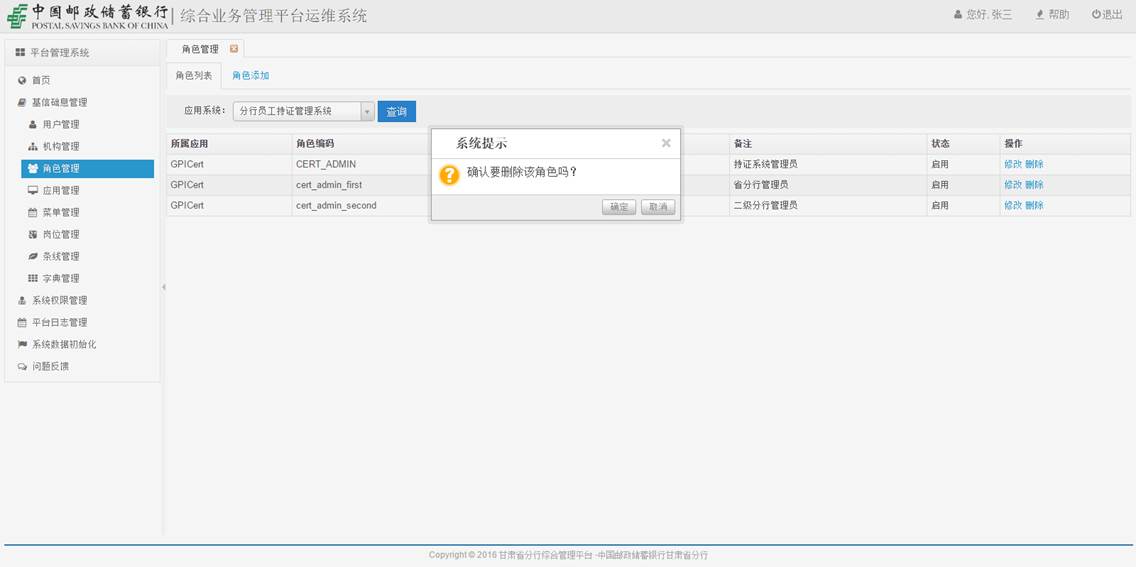 中国邮政储蓄银行
POSTAL SAVINGS BANK OF CHINA
综合业务管理平台运维系统
您好, 张三 帮助 退出
平台管理系统
首页
基信础息管理
用户管理
机构管理
角色管理
应用管理
菜单管理
岗位管理
条线管理
字典管理
系统权限管理
平台日志管理
系统数据初始化
问题反馈
角色管理
角色列表 角色添加
应用系统: 分行员工持证管理系统 查询
所属应用 角色编码 备注 状态 操作
GPICert CERT_ADMIN 持证系统管理员 启用 修改 删除
GPICert cert_admin_first 省分行管理员 启用 修改 删除
GPICert cert_admin_second 二级分行管理员 启用 修改 删除
系统提示
确认要删除该角色吗?
确定 取消
Copyright © 2016 甘肃省分行综合管理平台 -中国邮政储蓄银行甘肃省分行